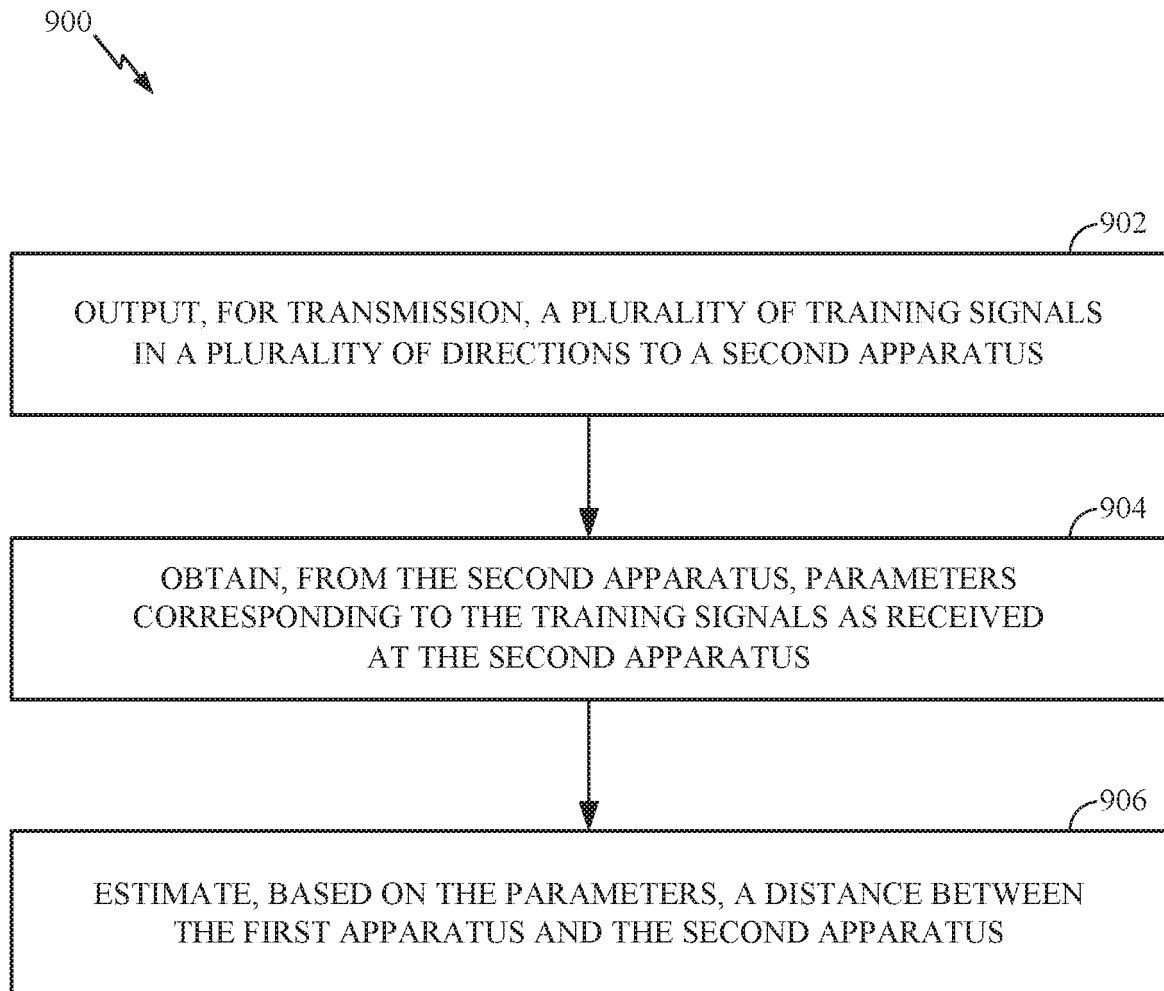 900
902
OUTPUT, FOR TRANSMISSION, A PLURALITY OF TRAINING SIGNALS
IN A PLURALITY OF DIRECTIONS TO A SECOND APPARATUS
904
OBTAIN, FROM THE SECOND APPARATUS, PARAMETERS
CORRESPONDING TO THE TRAINING SIGNALS AS RECEIVED
AT THE SECOND APPARATUS
906
ESTIMATE, BASED ON THE PARAMETERS, A DISTANCE BETWEEN
THE FIRST APPARATUS AND THE SECOND APPARATUS